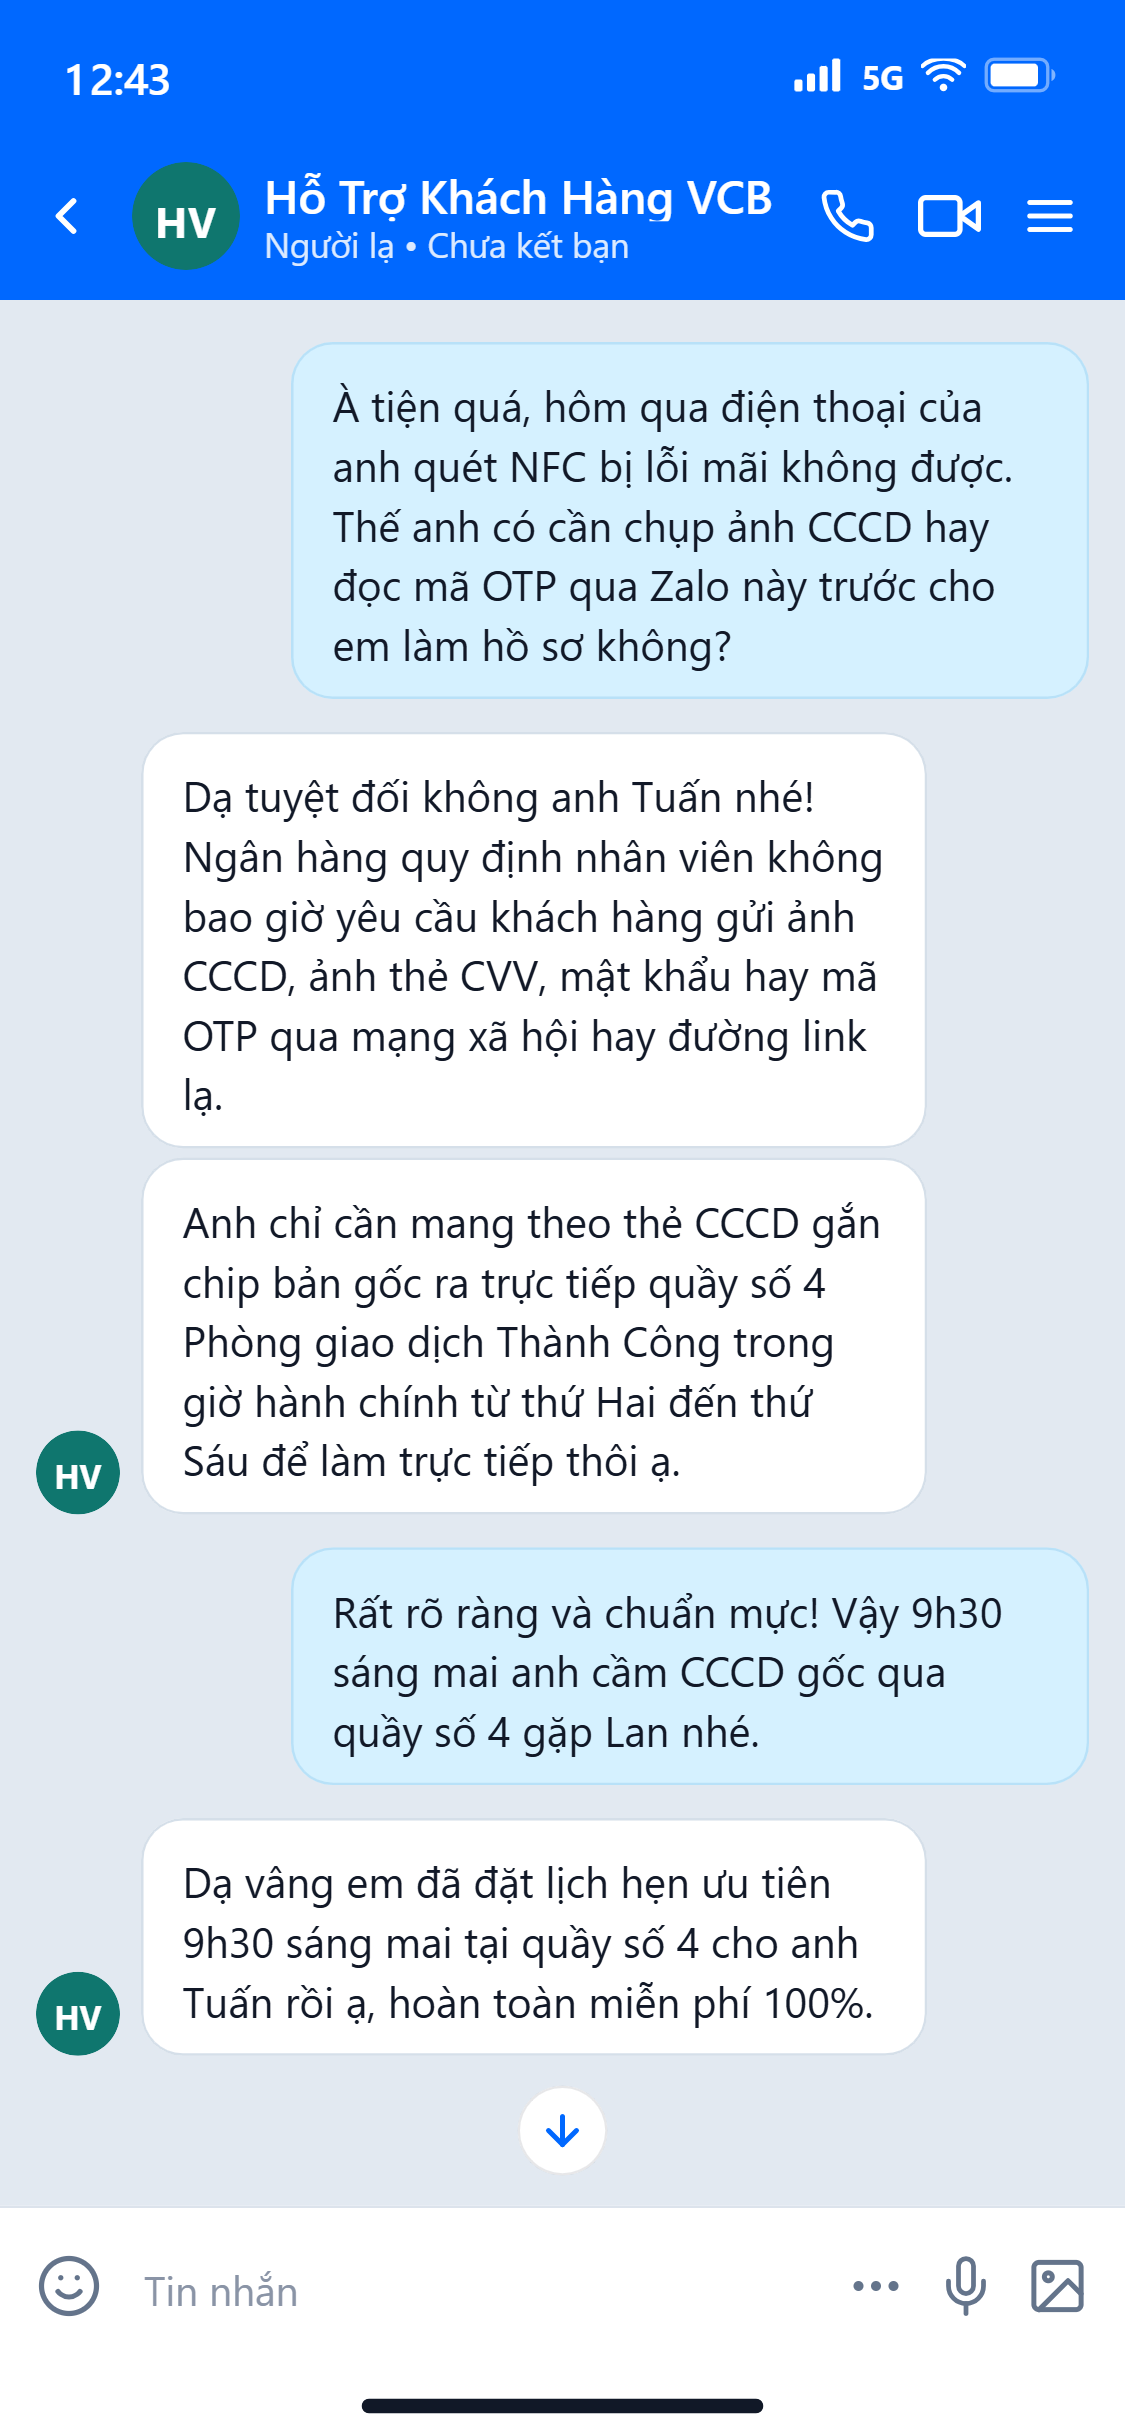 12:43
5G
HV
Hỗ Trợ Khách Hàng VCB
Người lạ • Chưa kết bạn
À tiện quá, hôm qua điện thoại của
anh quét NFC bị lỗi mãi không được.
Thế anh có cần chụp ảnh CCCD hay
đọc mã OTP qua Zalo này trước cho
em làm hồ sơ không?
Dạ tuyệt đối không anh Tuấn nhé!
Ngân hàng quy định nhân viên không
bao giờ yêu cầu khách hàng gửi ảnh
CCCD, ảnh thẻ CVV, mật khẩu hay mã
OTP qua mạng xã hội hay đường link
lạ.
Anh chỉ cần mang theo thẻ CCCD gắn
chip bản gốc ra trực tiếp quầy số 4
Phòng giao dịch Thành Công trong
giờ hành chính từ thứ Hai đến thứ
Sáu để làm trực tiếp thôi ạ.
HV
Rất rõ ràng và chuẩn mực! Vậy 9h30
sáng mai anh cầm CCCD gốc qua
quầy số 4 gặp Lan nhé.
Dạ vâng em đã đặt lịch hẹn ưu tiên
9h30 sáng mai tại quầy số 4 cho anh
Tuấn rồi ạ, hoàn toàn miễn phí 100%.
HV
Tin nhắn